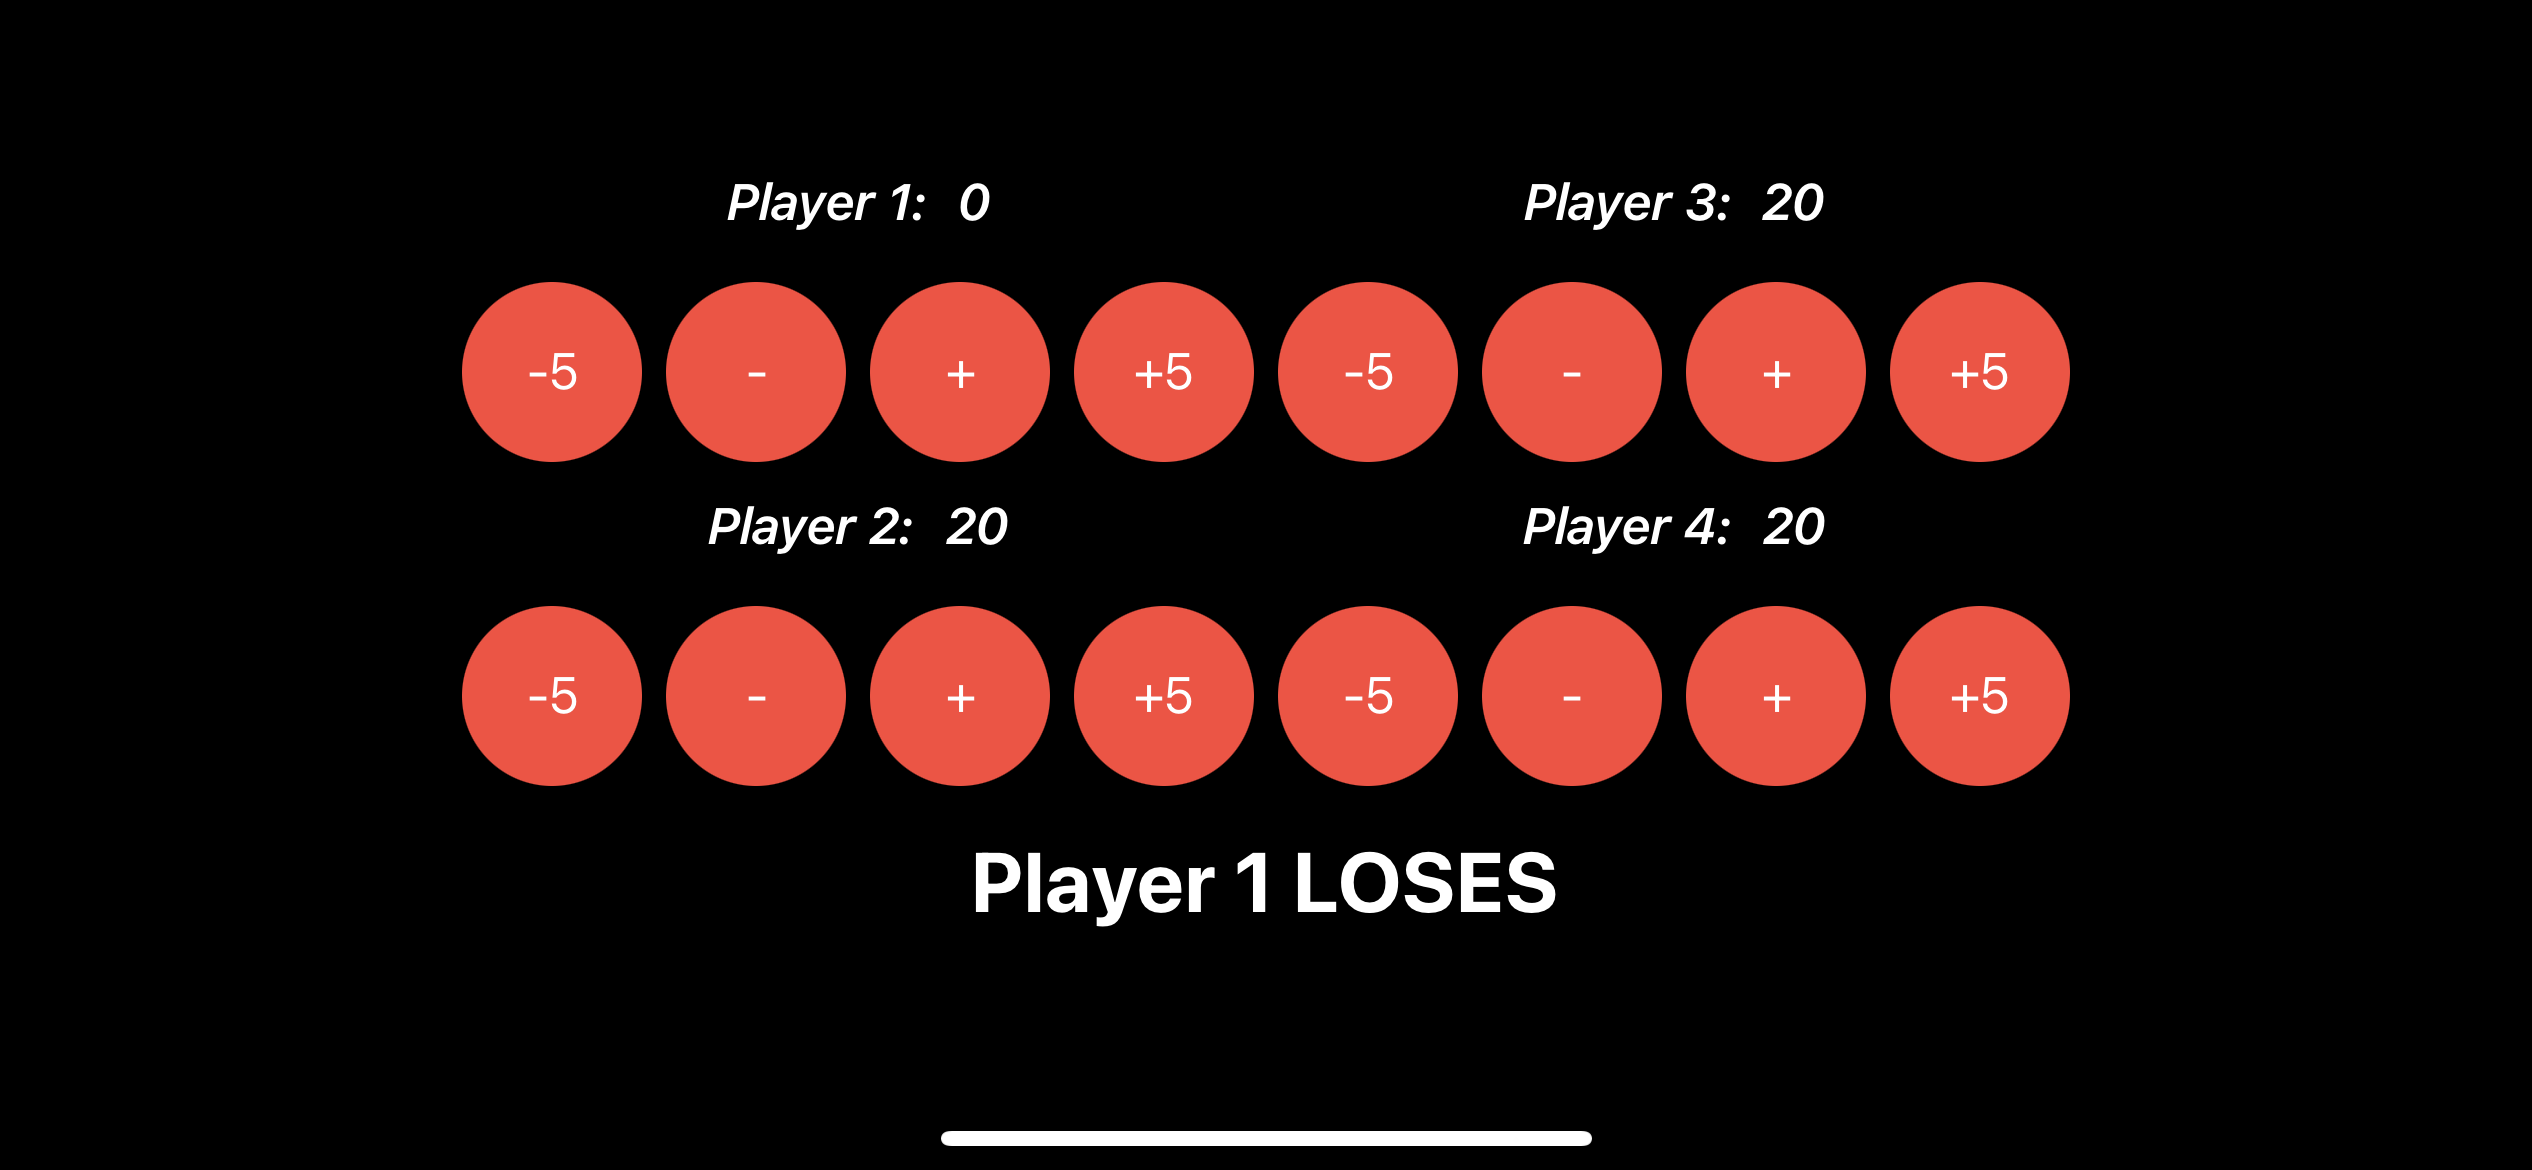 Player 1: 0
-5 - + +5
Player 3: 20
-5 - + +5
Player 2: 20
-5 - + +5
Player 4: 20
-5 - + +5
Player 1 LOSES